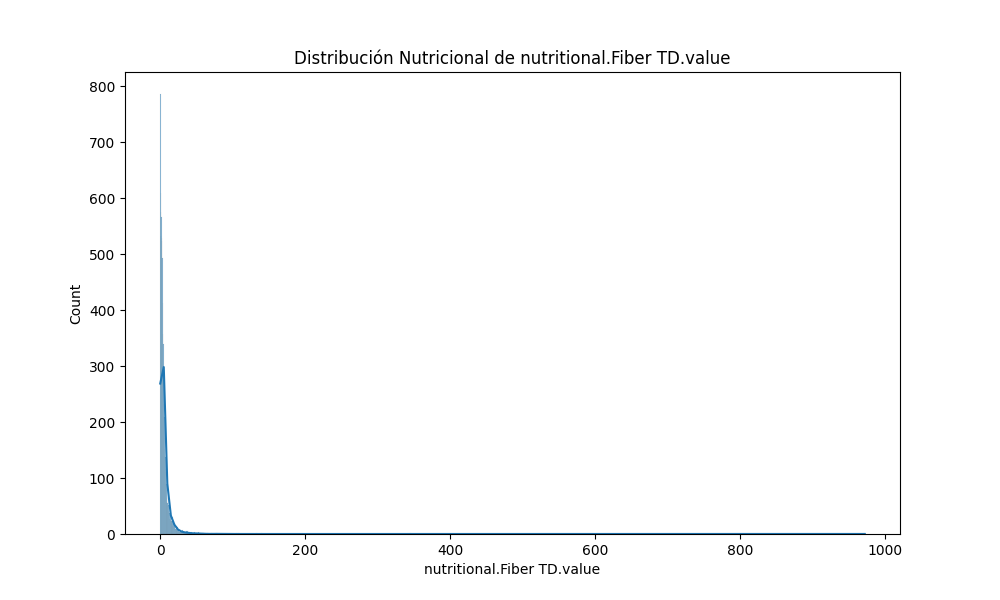 Distribución Nutricional de nutritional.Fiber TD.value
800
700
600
500
400
300
200
100
0
Count
0 200 400 600 800 1000
nutritional.Fiber TD.value